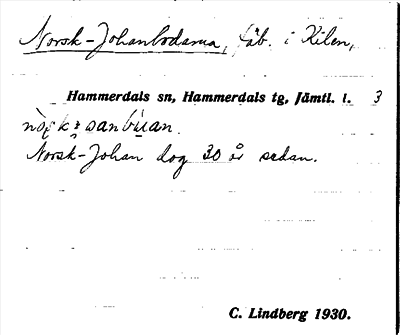 Norsk-Johanbodarna, fäb. i Kilen,
Hammerdals sn, Hammerdals tg, Jämtl. l. 3
Norsk-Johan dog 30 år sedan.
C. Lindberg 1930.